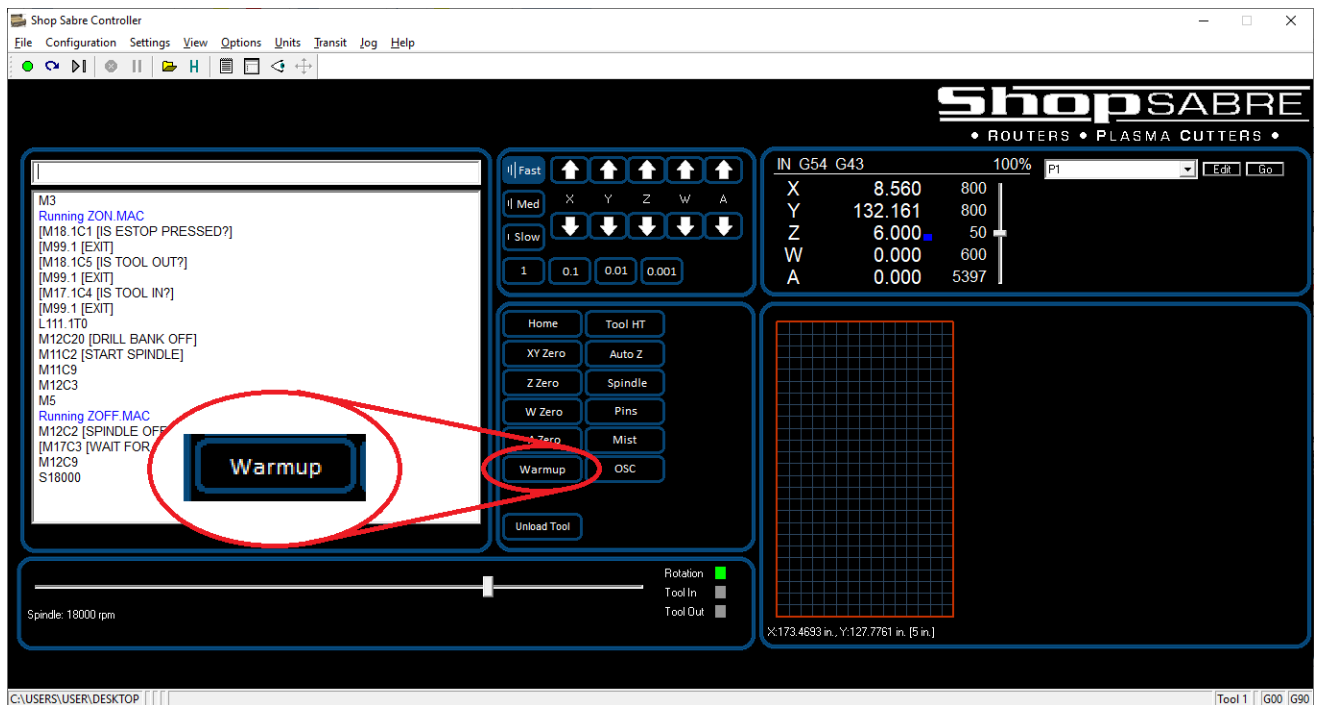 Shop Sabre Controller
File Configuration Settings View Options Units Transit Jog Help
H
ShopSABRE
• ROUTERS • PLASMA CUTTERS •
M3
Running ZON.MAC
[M18.1C1 [IS ESTOP PRESSED?]
[M99.1 [EXIT]
[M18.1C5 [IS TOOL OUT?]
[M99.1 [EXIT]
[M17.1C4 [IS TOOL IN?]
[M99.1 [EXIT]
L111.1T0
M12C20 [DRILL BANK OFF]
M11C2 [START SPINDLE]
M11C9
M12C3
M5
Running ZOFF.MAC
M12C2 [SPINDLE OFF
[M17C3 [WAIT FOR
M12C9
S18000
Warmup
Fast
Med
Slow
X Y Z W A
1 0.1 0.01 0.001
Home Tool HT
XY Zero Auto Z
Z Zero Spindle
W Zero Pins
A Zero Mist
Warmup OSC
Unload Tool
IN G54 G43 100% P1 Edit Go
X 8.560 800
Y 132.161 800
Z 6.000 50
W 0.000 600
A 0.000 5397
X:173.4693 in., Y:127.7761 in. [5 in.]
Rotation
Tool In
Tool Out
Spindle: 18000 rpm
C:\USERS\USER\DESKTOP Tool 1 G00 G90